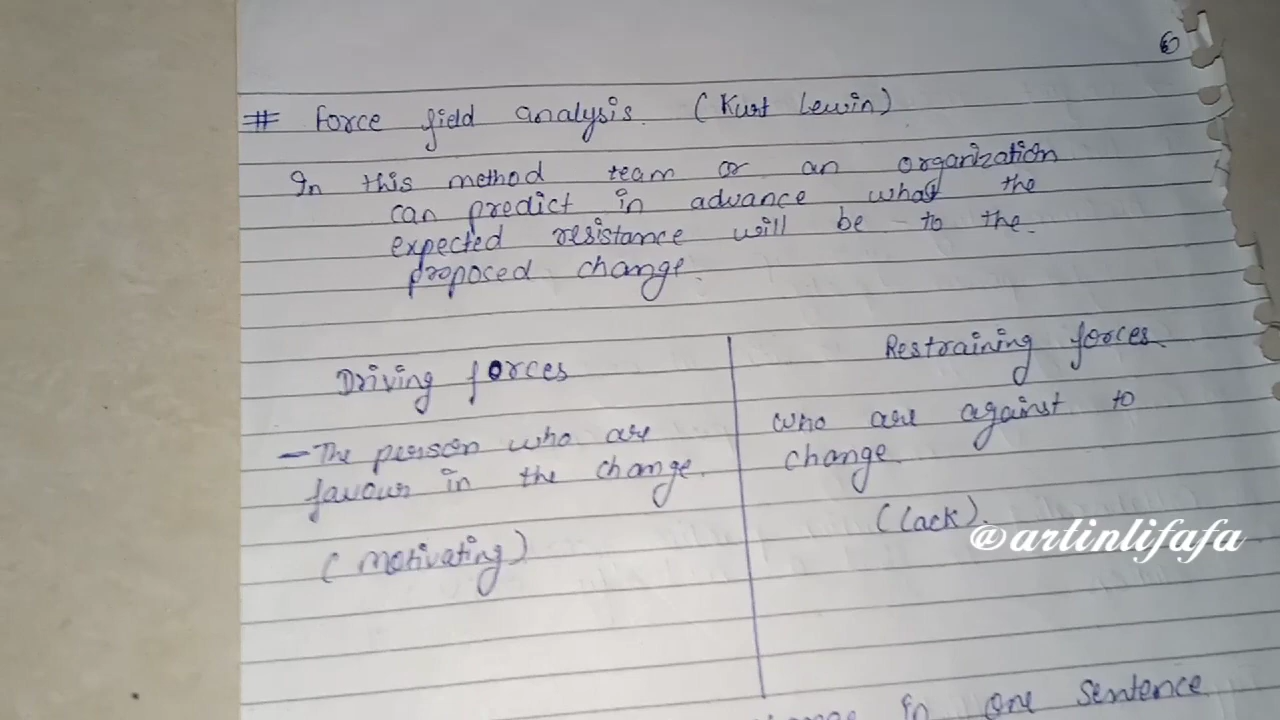 6
# Force field analysis. (Kurt Lewin)
In this method team or an organization
can predict in advance what the
expected resistance will be to the.
proposed change.
Driving forces
- The person who are
favour in the change.
(Motivating)
Restraining forces
who are against to
change
(lack).
@artinlifafa
in one sentence